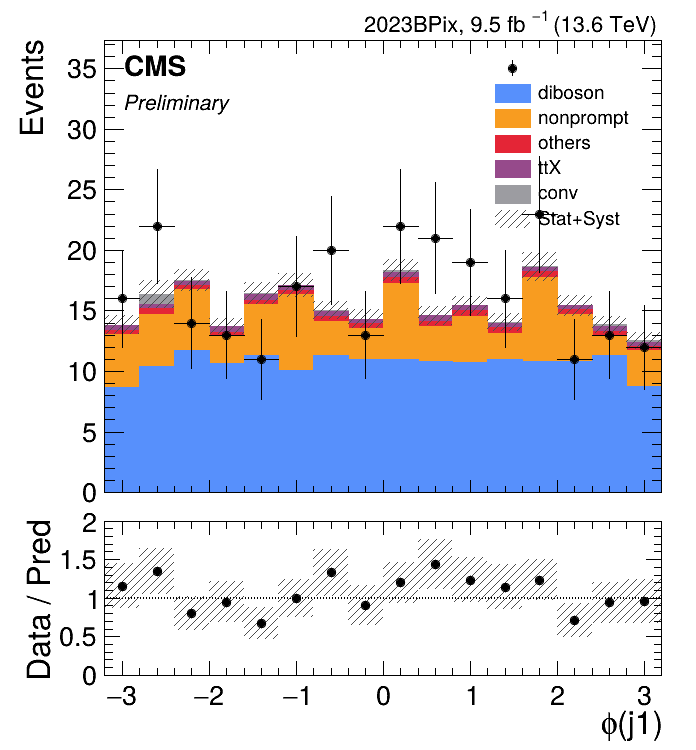 2023BPix, 9.5 fb⁻¹ (13.6 TeV)
CMS
Preliminary
Events
35
30
25
20
15
10
5
0
diboson
nonprompt
others
ttX
conv
Stat+Syst
Data / Pred
2
1.5
1
0.5
0
−3 −2 −1 0 1 2 3
ϕ(j1)